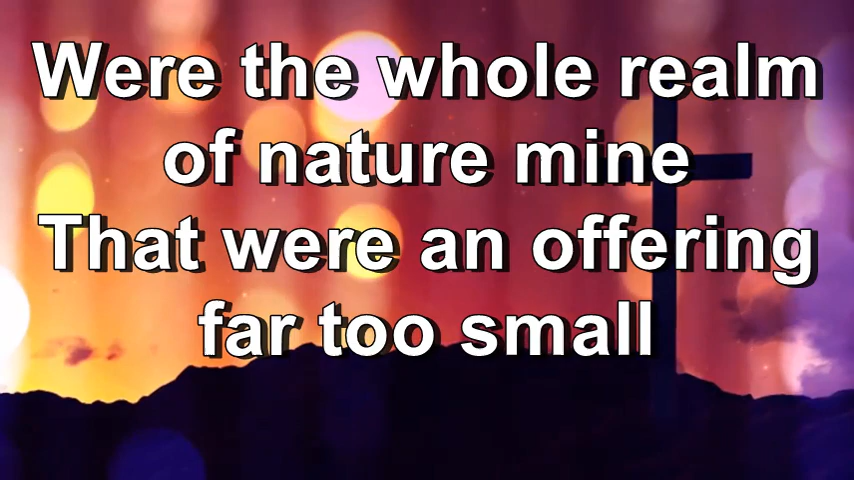 Were the whole realm
of nature mine
That were an offering
far too small